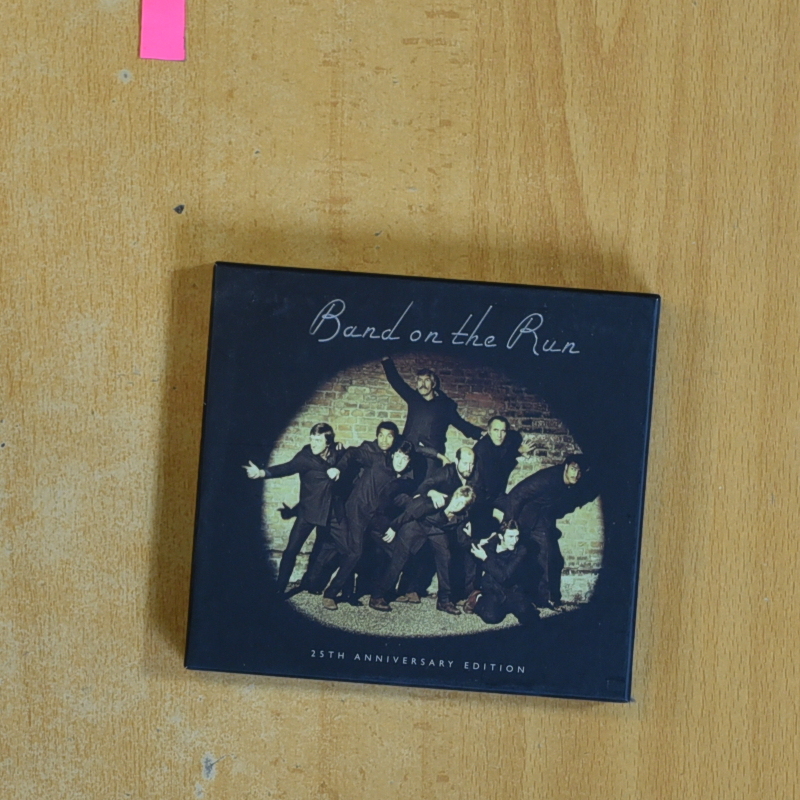 Band on the Run
25TH ANNIVERSARY EDITION